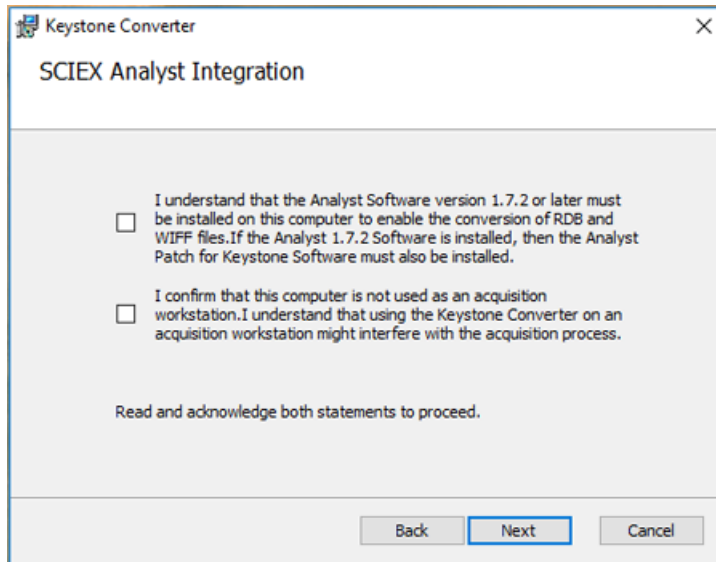 Keystone Converter
SCIEX Analyst Integration
I understand that the Analyst Software version 1.7.2 or later must
be installed on this computer to enable the conversion of RDB and
WIFF files.If the Analyst 1.7.2 Software is installed, then the Analyst
Patch for Keystone Software must also be installed.
I confirm that this computer is not used as an acquisition
workstation.I understand that using the Keystone Converter on an
acquisition workstation might interfere with the acquisition process.
Read and acknowledge both statements to proceed.
Back Next Cancel